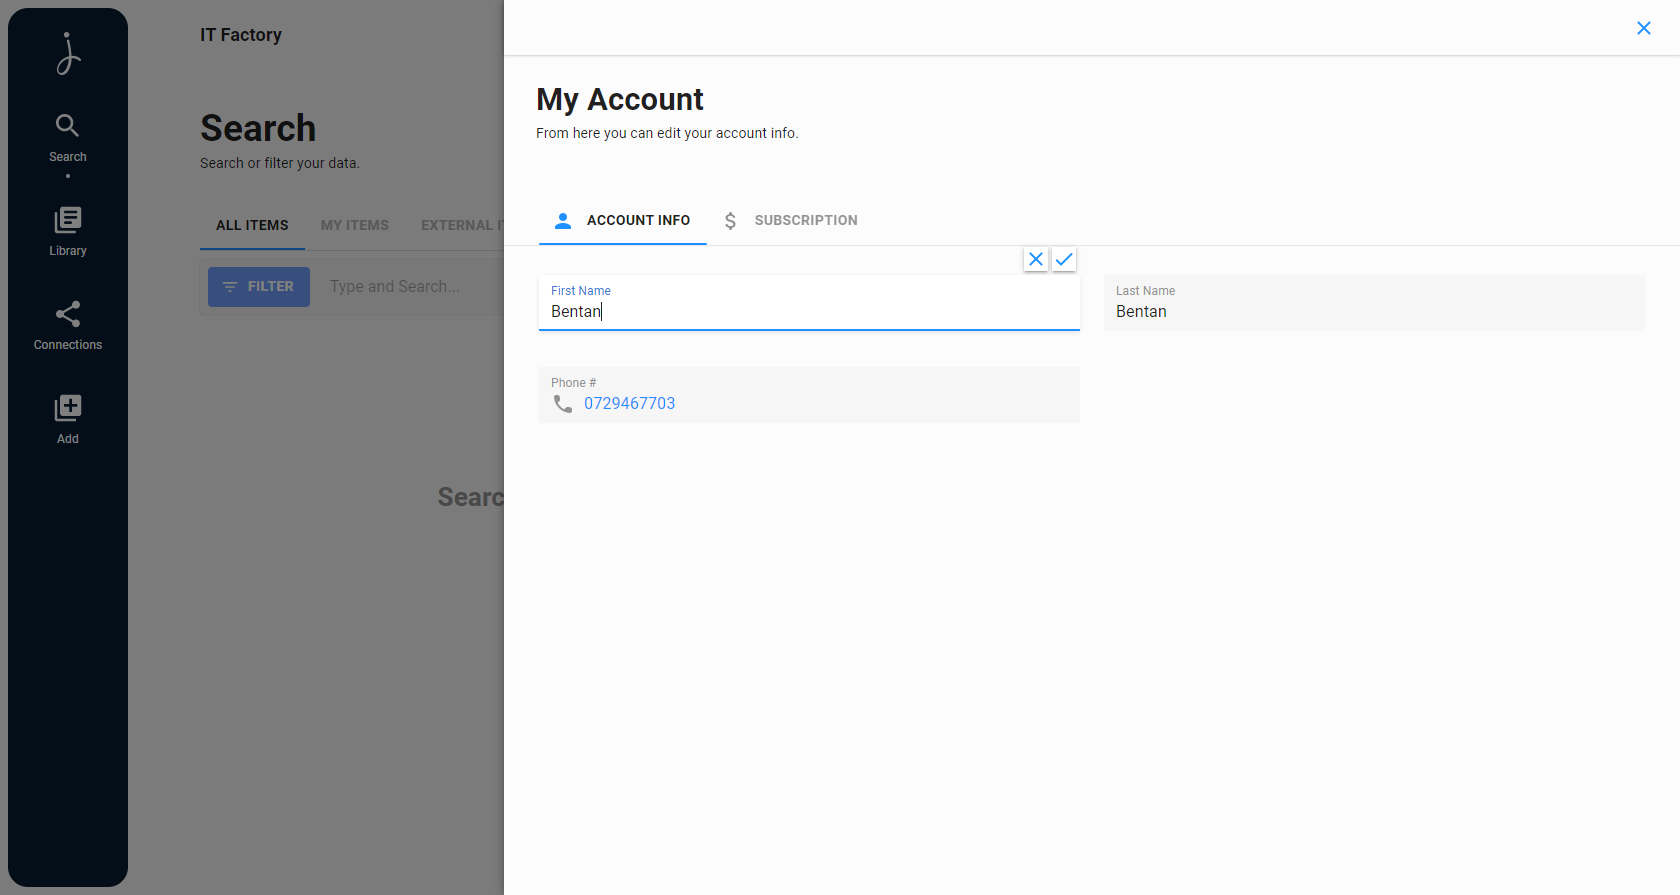 Search
Library
Connections
Add
IT Factory
Search
Search or filter your data.
ALL ITEMS MY ITEMS EXTERNAL
FILTER Type and Search...
Searc
My Account
From here you can edit your account info.
ACCOUNT INFO SUBSCRIPTION
First Name
Bentan
Last Name
Bentan
Phone #
0729467703